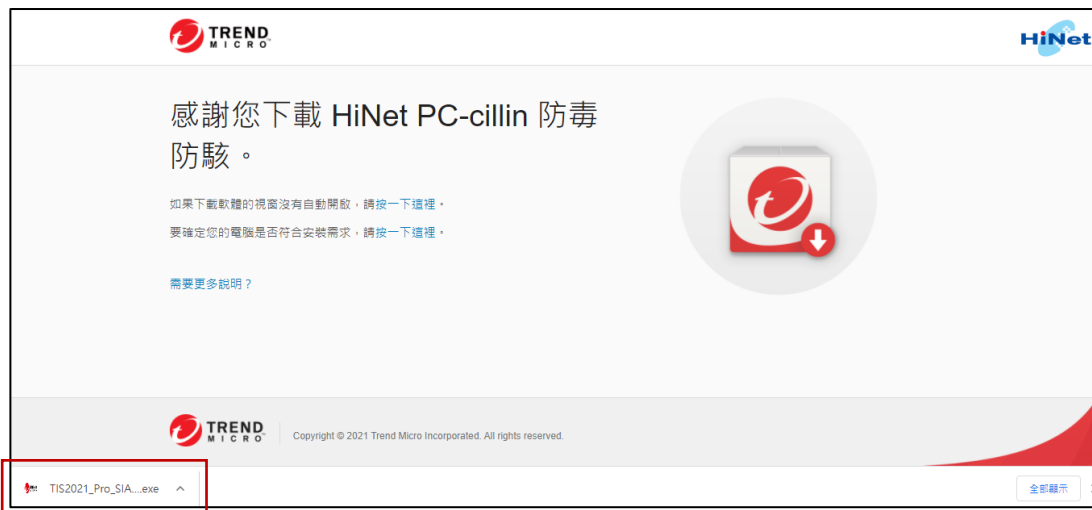 TREND
MICRO
HiNet
感謝您下載 HiNet PC-cillin 防毒
防駭。
如果下載軟體的視窗沒有自動開啟，請按一下這裡。
要確定您的電腦是否符合安裝需求，請按一下這裡。
需要更多說明？
TREND
MICRO
Copyright © 2021 Trend Micro Incorporated. All rights reserved.
TIS2021_Pro_SIA....exe
全部顯示